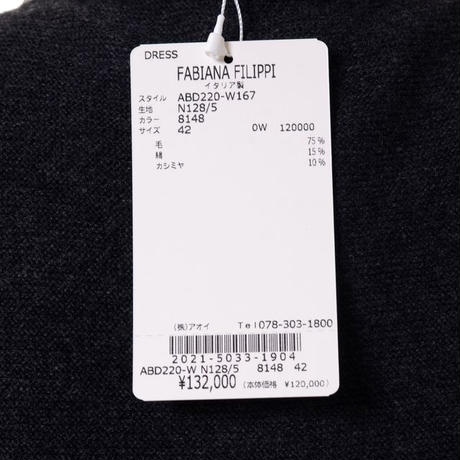 DRESS
FABIANA FILIPPI
イタリア製
スタイル ABD220-W167
生地 N128/5
カラー 8148
サイズ 42 0W 120000
毛 75%
絹 15%
カシミヤ 10%
(株)アオイ Tel078-303-1800
2021-5033-1904
ABD220-W N128/5 8148 42
¥132,000 (本体価格 ¥120,000)